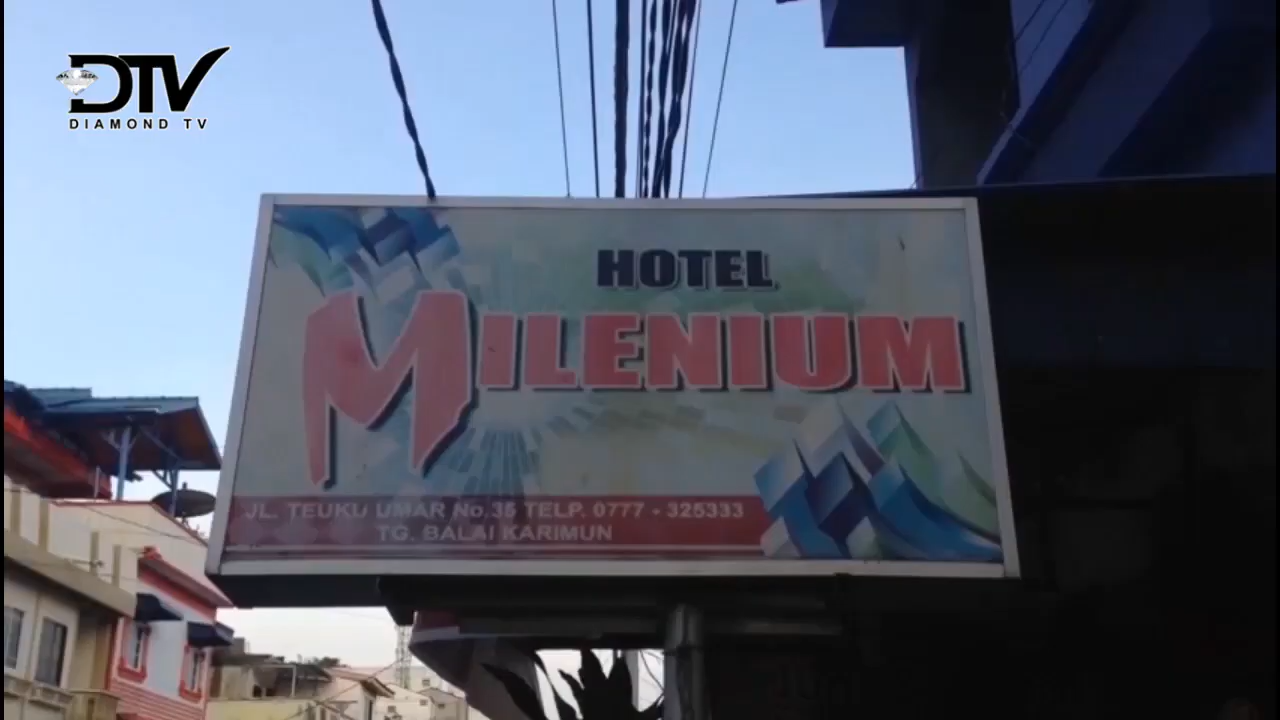 DTV
DIAMOND TV
HOTEL
MILENIUM
JL. TEUKU UMAR No.35 TELP. 0777 - 325333
TG. BALAI KARIMUN